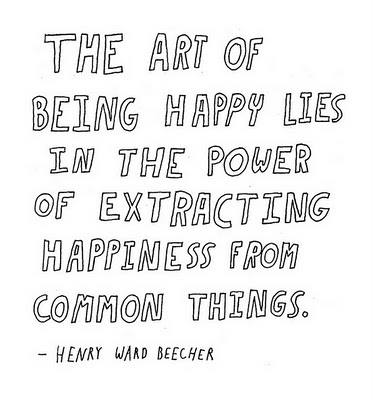 THE ART OF
BEING HAPPY LIES
IN THE POWER
OF EXTRACTING
HAPPINESS FROM
COMMON THINGS.
- HENRY WARD BEECHER